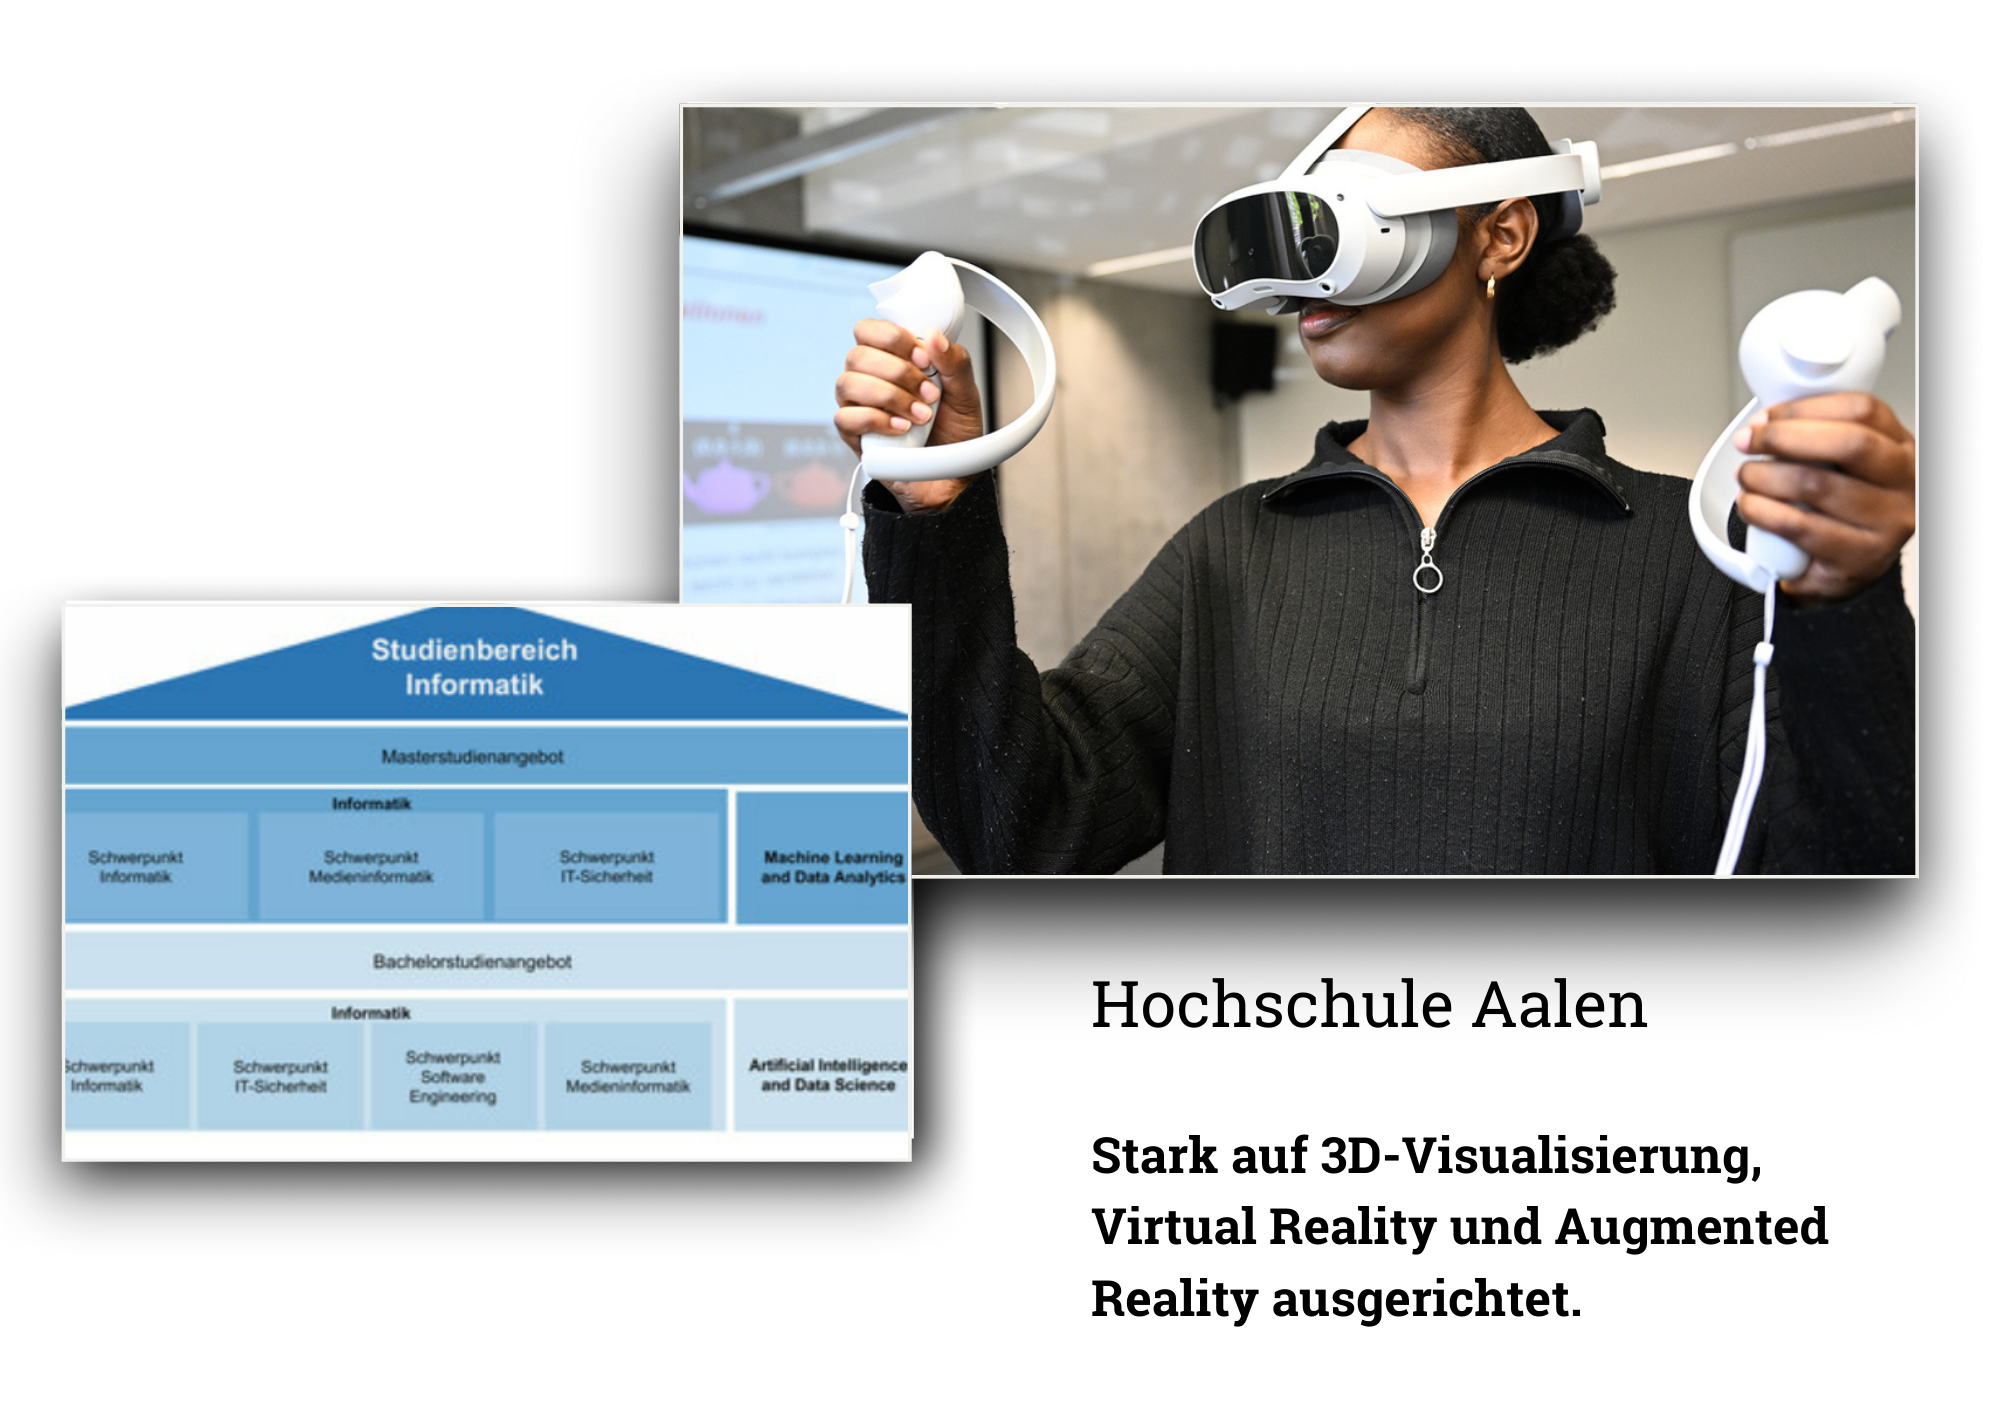 Studienbereich
Informatik
Masterstudienangebot
Informatik
Schwerpunkt
Informatik
Schwerpunkt
Medieninformatik
Schwerpunkt
IT-Sicherheit
Machine Learning
and Data Analytics
Bachelorstudienangebot
Informatik
Schwerpunkt
Informatik
Schwerpunkt
IT-Sicherheit
Schwerpunkt
Software
Engineering
Schwerpunkt
Medieninformatik
Artificial Intelligence
and Data Science
Hochschule Aalen
Stark auf 3D-Visualisierung,
Virtual Reality und Augmented
Reality ausgerichtet.